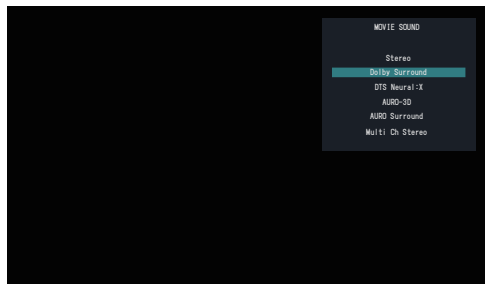 MOVIE SOUND
Stereo
Dolby Surround
DTS Neural:X
AURO-3D
AURO Surround
Multi Ch Stereo